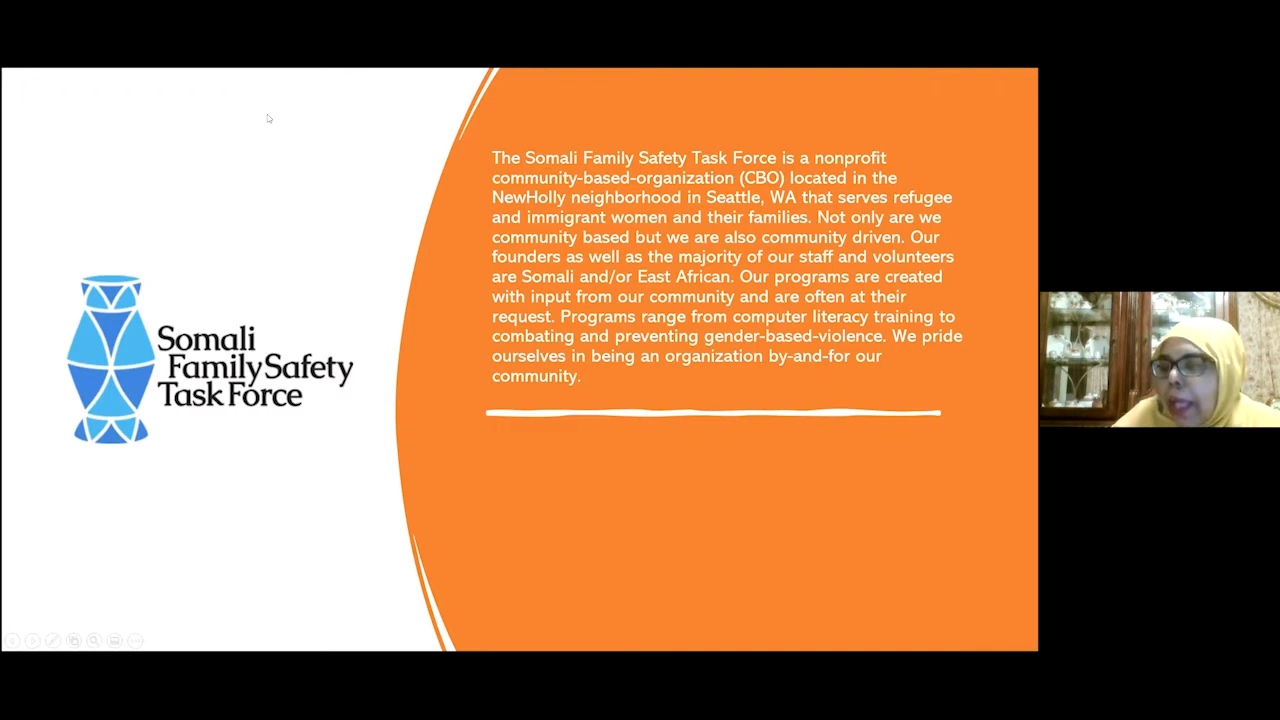 Somali
Family Safety
Task Force
The Somali Family Safety Task Force is a nonprofit
community-based-organization (CBO) located in the
NewHolly neighborhood in Seattle, WA that serves refugee
and immigrant women and their families. Not only are we
community based but we are also community driven. Our
founders as well as the majority of our staff and volunteers
are Somali and/or East African. Our programs are created
with input from our community and are often at their
request. Programs range from computer literacy training to
combating and preventing gender-based-violence. We pride
ourselves in being an organization by-and-for our
community.